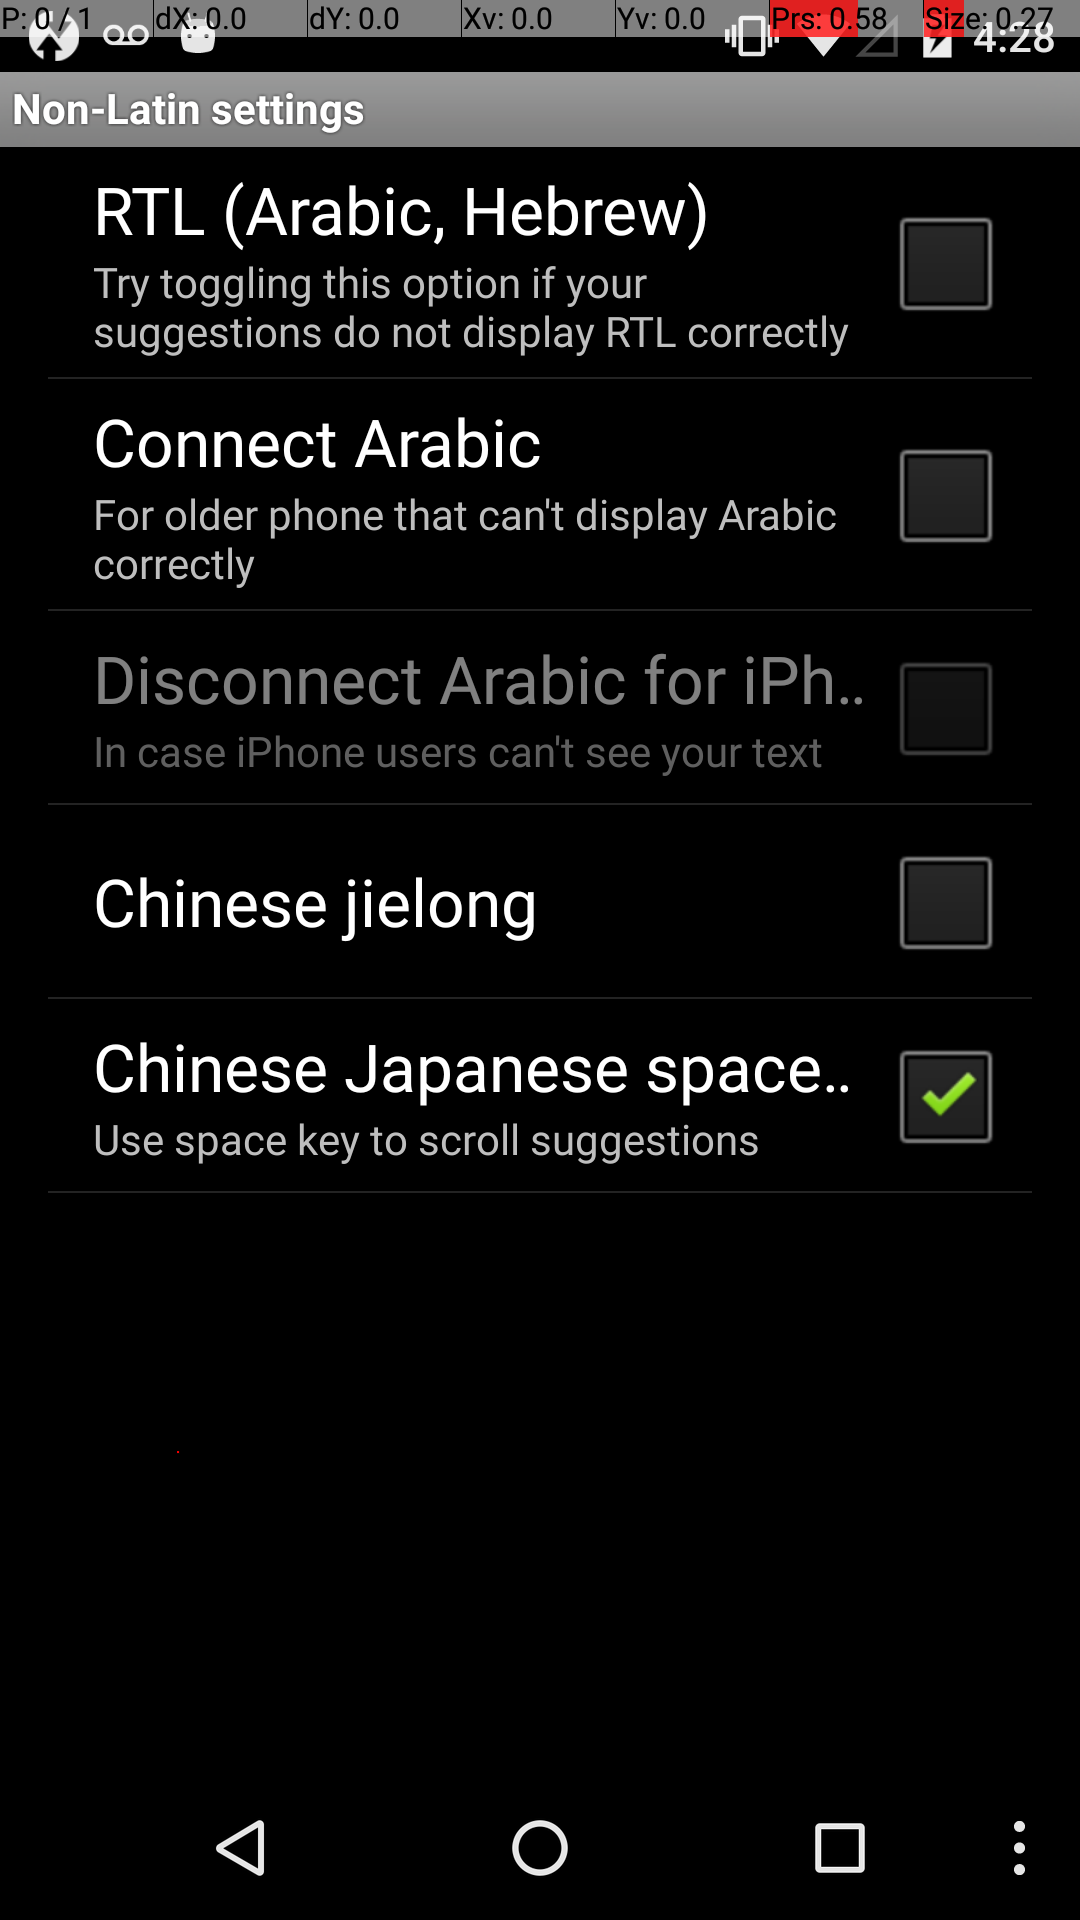 P: 0 / 1 dX: 0.0 dY: 0.0 Xv: 0.0 Yv: 0.0 Prs: 0.58 Size: 0.27
4:28
Non-Latin settings
RTL (Arabic, Hebrew)
Try toggling this option if your
suggestions do not display RTL correctly
Connect Arabic
For older phone that can't display Arabic
correctly
Disconnect Arabic for iPh..
In case iPhone users can't see your text
Chinese jielong
Chinese Japanese space..
Use space key to scroll suggestions